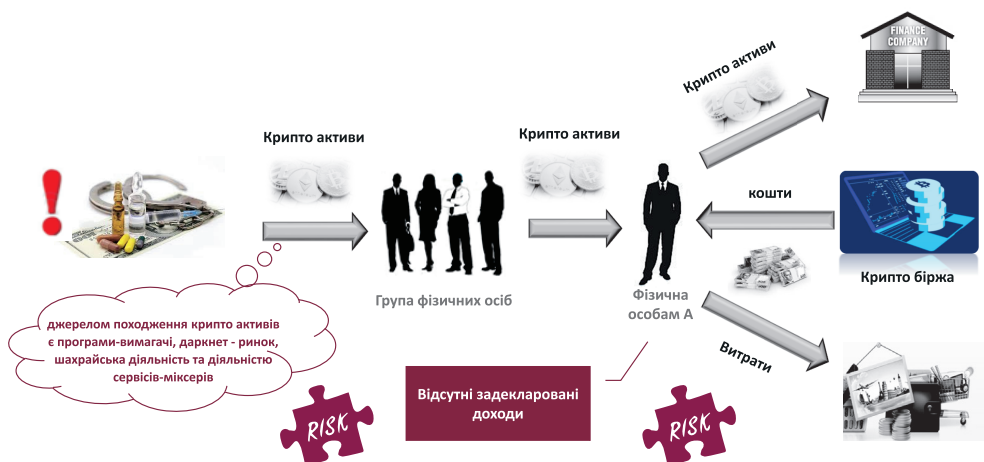 FINANCE
COMPANY
Крипто активи
Крипто активи
Крипто активи
кошти
Крипто біржа
Група фізичних осіб
Фізична
особам А
Витрати
джерелом походження крипто активів
є програми-вимагачі, даркнет - ринок,
шахрайська діяльність та діяльністю
сервісів-міксерів
Відсутні задекларовані
доходи
RISK
RISK